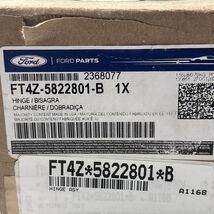 Ford
FORD PARTS
2368077
FT4Z-5822801-B 1X
HINGE / BISAGRA
CHARNIÈRE / DOBRADIÇA
FT4Z*5822801*B
HINGE ASY
A1168